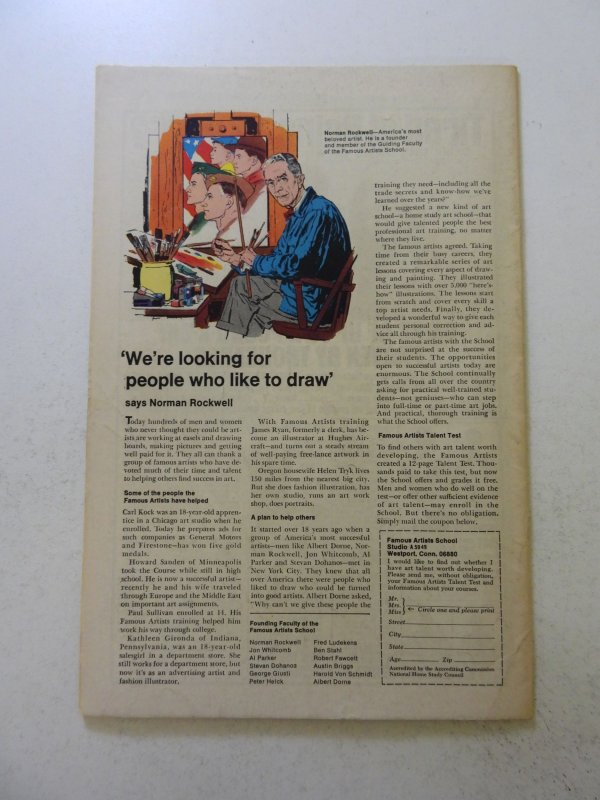 Norman Rockwell—America's most
beloved artist. He is a founder
and member of the Guiding Faculty
of the Famous Artists School.
'We're looking for
people who like to draw'
says Norman Rockwell
Today hundreds of men and women
who never thought they could be art-
ists are working at easels and drawing
boards, making pictures and getting
well paid for it. They all can thank a
group of famous artists who have de-
voted much of their time and talent
to helping others find success in art.
Some of the people the
Famous Artists have helped
Carl Kock was an 18-year-old appren-
tice in a Chicago art studio when he
enrolled. Today he prepares ads for
such companies as General Motors
and Firestone—has won five gold
medals.
Howard Sanden of Minneapolis
took the Course while still in high
school. He is now a successful artist—
recently he and his wife traveled
through Europe and the Middle East
on important art assignments.
Paul Sullivan enrolled at 14. His
Famous Artists training helped him
work his way through college.
Kathleen Gironda of Indiana,
Pennsylvania, was an 18-year-old
salesgirl in a department store. She
still works for a department store, but
now it's as an advertising artist and
fashion illustrator.
With Famous Artists training
James Ryan, formerly a clerk, has be-
come an illustrator at Hughes Air-
craft—and turns out a steady stream
of well-paying free-lance artwork in
his spare time.
Oregon housewife Helen Tryk lives
150 miles from the nearest big city.
But she does fashion illustration, has
her own studio, runs an art work
shop, does portraits.
A plan to help others
It started over 18 years ago when a
group of America's most successful
artists—men like Albert Dorne, Nor-
man Rockwell, Jon Whitcomb, Al
Parker and Stevan Dohanos—met in
New York City. They knew that all
over America there were people who
liked to draw who could be turned
into good artists. Albert Dorne asked,
"Why can't we give these people the
Founding Faculty of the
Famous Artists School
Norman Rockwell
Jon Whitcomb
Al Parker
Stevan Dohanos
George Giusti
Peter Helck
Fred Ludekens
Ben Stahl
Robert Fawcett
Austin Briggs
Harold Von Schmidt
Albert Dorne
training they need—including all the
trade secrets and know-how we've
learned over the years?"
He suggested a new kind of art
school—a home study art school—that
would give talented people the best
professional art training, no matter
where they live.
The famous artists agreed. Taking
time from their busy careers, they
created a remarkable series of art
lessons covering every aspect of draw-
ing and painting. They illustrated
their lessons with over 5,000 "here's-
how" illustrations. The lessons start
from scratch and cover every skill a
top artist needs. Finally, they de-
veloped a wonderful way to give each
student personal correction and ad-
vice all through his training.
The famous artists with the School
are not surprised at the success of
their students. The opportunities
open to successful artists today are
enormous. The School continually
gets calls from all over the country
asking for practical well-trained stu-
dents—not geniuses—who can step
into full-time or part-time art jobs.
And practical, thorough training is
what the School offers.
Famous Artists Talent Test
To find others with art talent worth
developing, the Famous Artists
created a 12-page Talent Test. Thou-
sands paid to take this test, but now
the School offers and grades it free.
Men and women who do well on the
test—or offer other sufficient evidence
of art talent—may enroll in the
School. But there's no obligation.
Simply mail the coupon below.
Famous Artists School
Studio A 5945
Westport, Conn. 06880
I would like to find out whether I
have art talent worth developing.
Please send me, without obligation,
your Famous Artists Talent Test and
information about your courses.
Mr.
Mrs.
Miss
← Circle one and please print
Street
City
State
Age Zip
Accredited by the Accrediting Commission
National Home Study Council